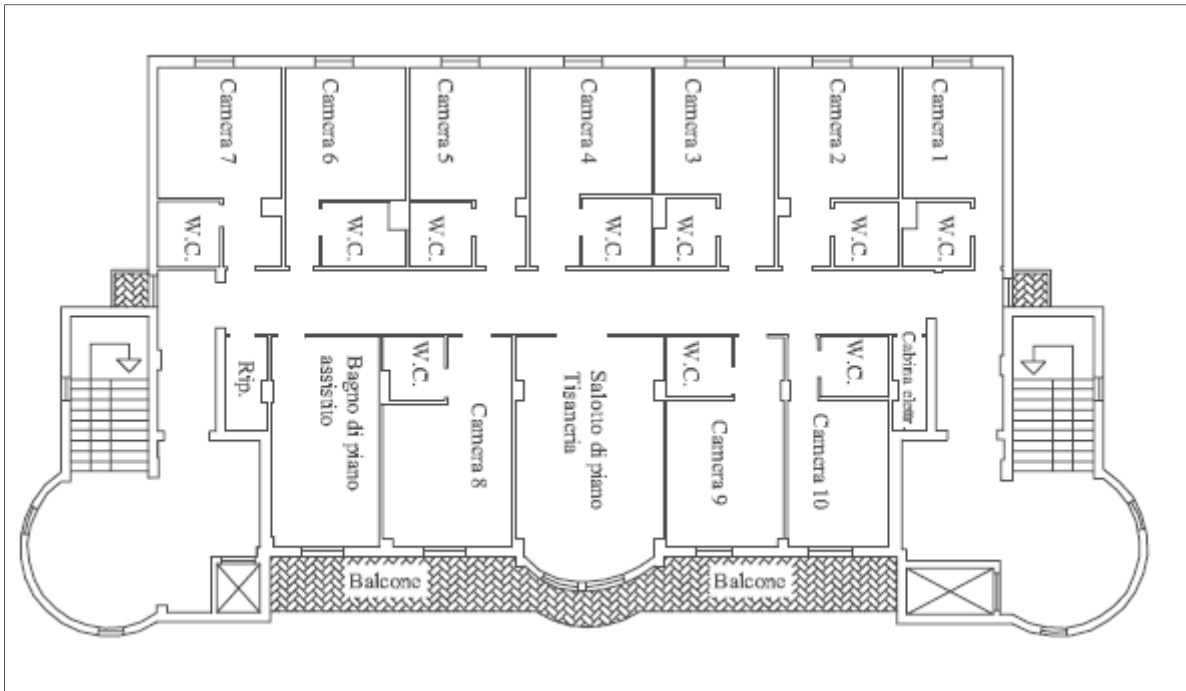 Camera 7
Camera 6
Camera 5
Camera 4
Camera 3
Camera 2
Camera 1
W.C.
W.C.
W.C.
W.C.
W.C.
W.C.
W.C.
Rip.
Bagno di piano
assistito
W.C.
Camera 8
Salotto di piano
Tisaneria
W.C.
Camera 9
W.C.
Camera 10
Cabina elettr.
Balcone
Balcone